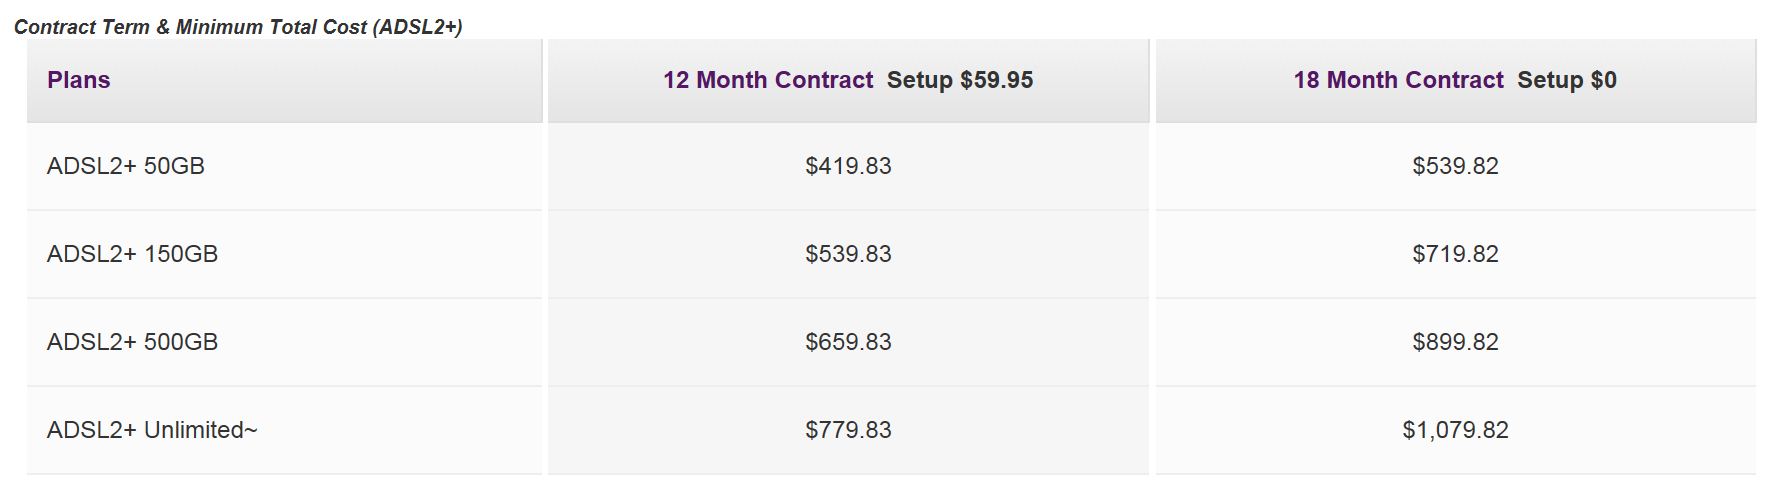 Contract Term & Minimum Total Cost (ADSL2+)
Plans 12 Month Contract Setup $59.95 18 Month Contract Setup $0
ADSL2+ 50GB $419.83 $539.82
ADSL2+ 150GB $539.83 $719.82
ADSL2+ 500GB $659.83 $899.82
ADSL2+ Unlimited~ $779.83 $1,079.82